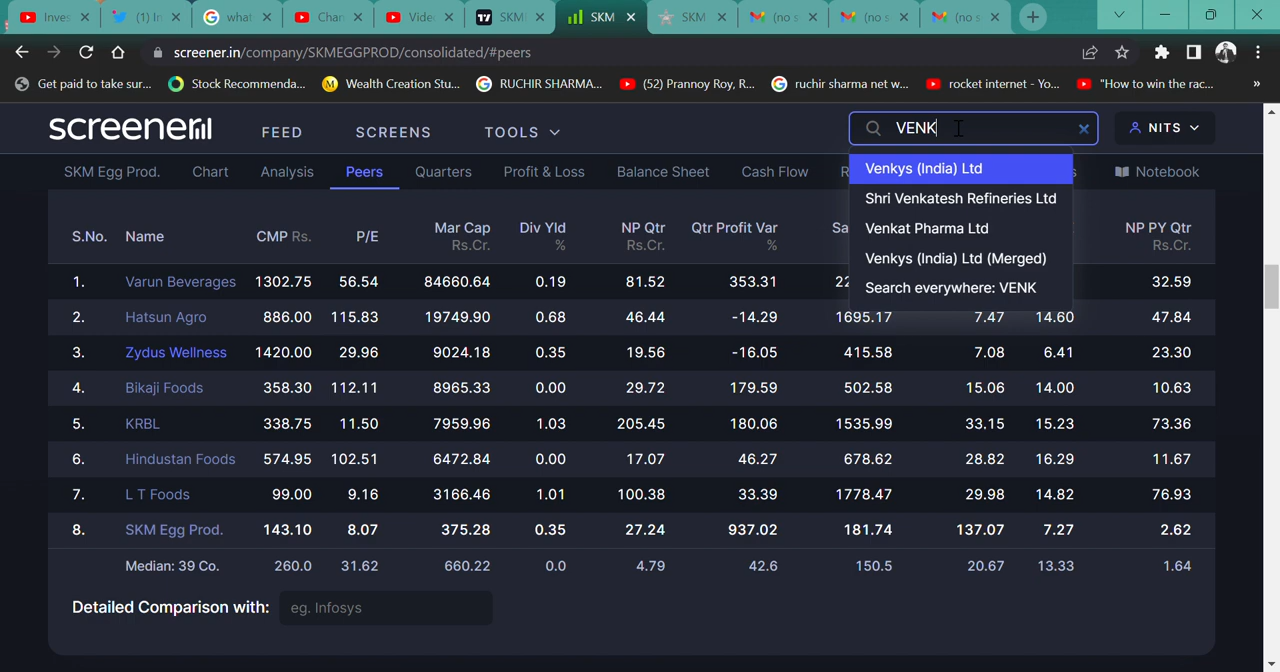 Inves (1) In what Chan Vide SKM SKM SKM (no s (no s (no s
screener.in/company/SKMEGGPROD/consolidated/#peers
Get paid to take sur... Stock Recommenda... Wealth Creation Stu... RUCHIR SHARMA... (52) Prannoy Roy, R... ruchir sharma net w... rocket internet - Yo... "How to win the rac... »
screener FEED SCREENS TOOLS VENK NITS
SKM Egg Prod. Chart Analysis Peers Quarters Profit & Loss Balance Sheet Cash Flow R s Notebook
Venkys (India) Ltd
Shri Venkatesh Refineries Ltd
Venkat Pharma Ltd
Venkys (India) Ltd (Merged)
Search everywhere: VENK
S.No. Name CMP Rs. P/E Mar Cap Rs.Cr. Div Yld % NP Qtr Rs.Cr. Qtr Profit Var % Sa NP PY Qtr Rs.Cr.
1. Varun Beverages 1302.75 56.54 84660.64 0.19 81.52 353.31 22 32.59
2. Hatsun Agro 886.00 115.83 19749.90 0.68 46.44 -14.29 1695.17 7.47 14.60 47.84
3. Zydus Wellness 1420.00 29.96 9024.18 0.35 19.56 -16.05 415.58 7.08 6.41 23.30
4. Bikaji Foods 358.30 112.11 8965.33 0.00 29.72 179.59 502.58 15.06 14.00 10.63
5. KRBL 338.75 11.50 7959.96 1.03 205.45 180.06 1535.99 33.15 15.23 73.36
6. Hindustan Foods 574.95 102.51 6472.84 0.00 17.07 46.27 678.62 28.82 16.29 11.67
7. L T Foods 99.00 9.16 3166.46 1.01 100.38 33.39 1778.47 29.98 14.82 76.93
8. SKM Egg Prod. 143.10 8.07 375.28 0.35 27.24 937.02 181.74 137.07 7.27 2.62
Median: 39 Co. 260.0 31.62 660.22 0.0 4.79 42.6 150.5 20.67 13.33 1.64
Detailed Comparison with: eg. Infosys